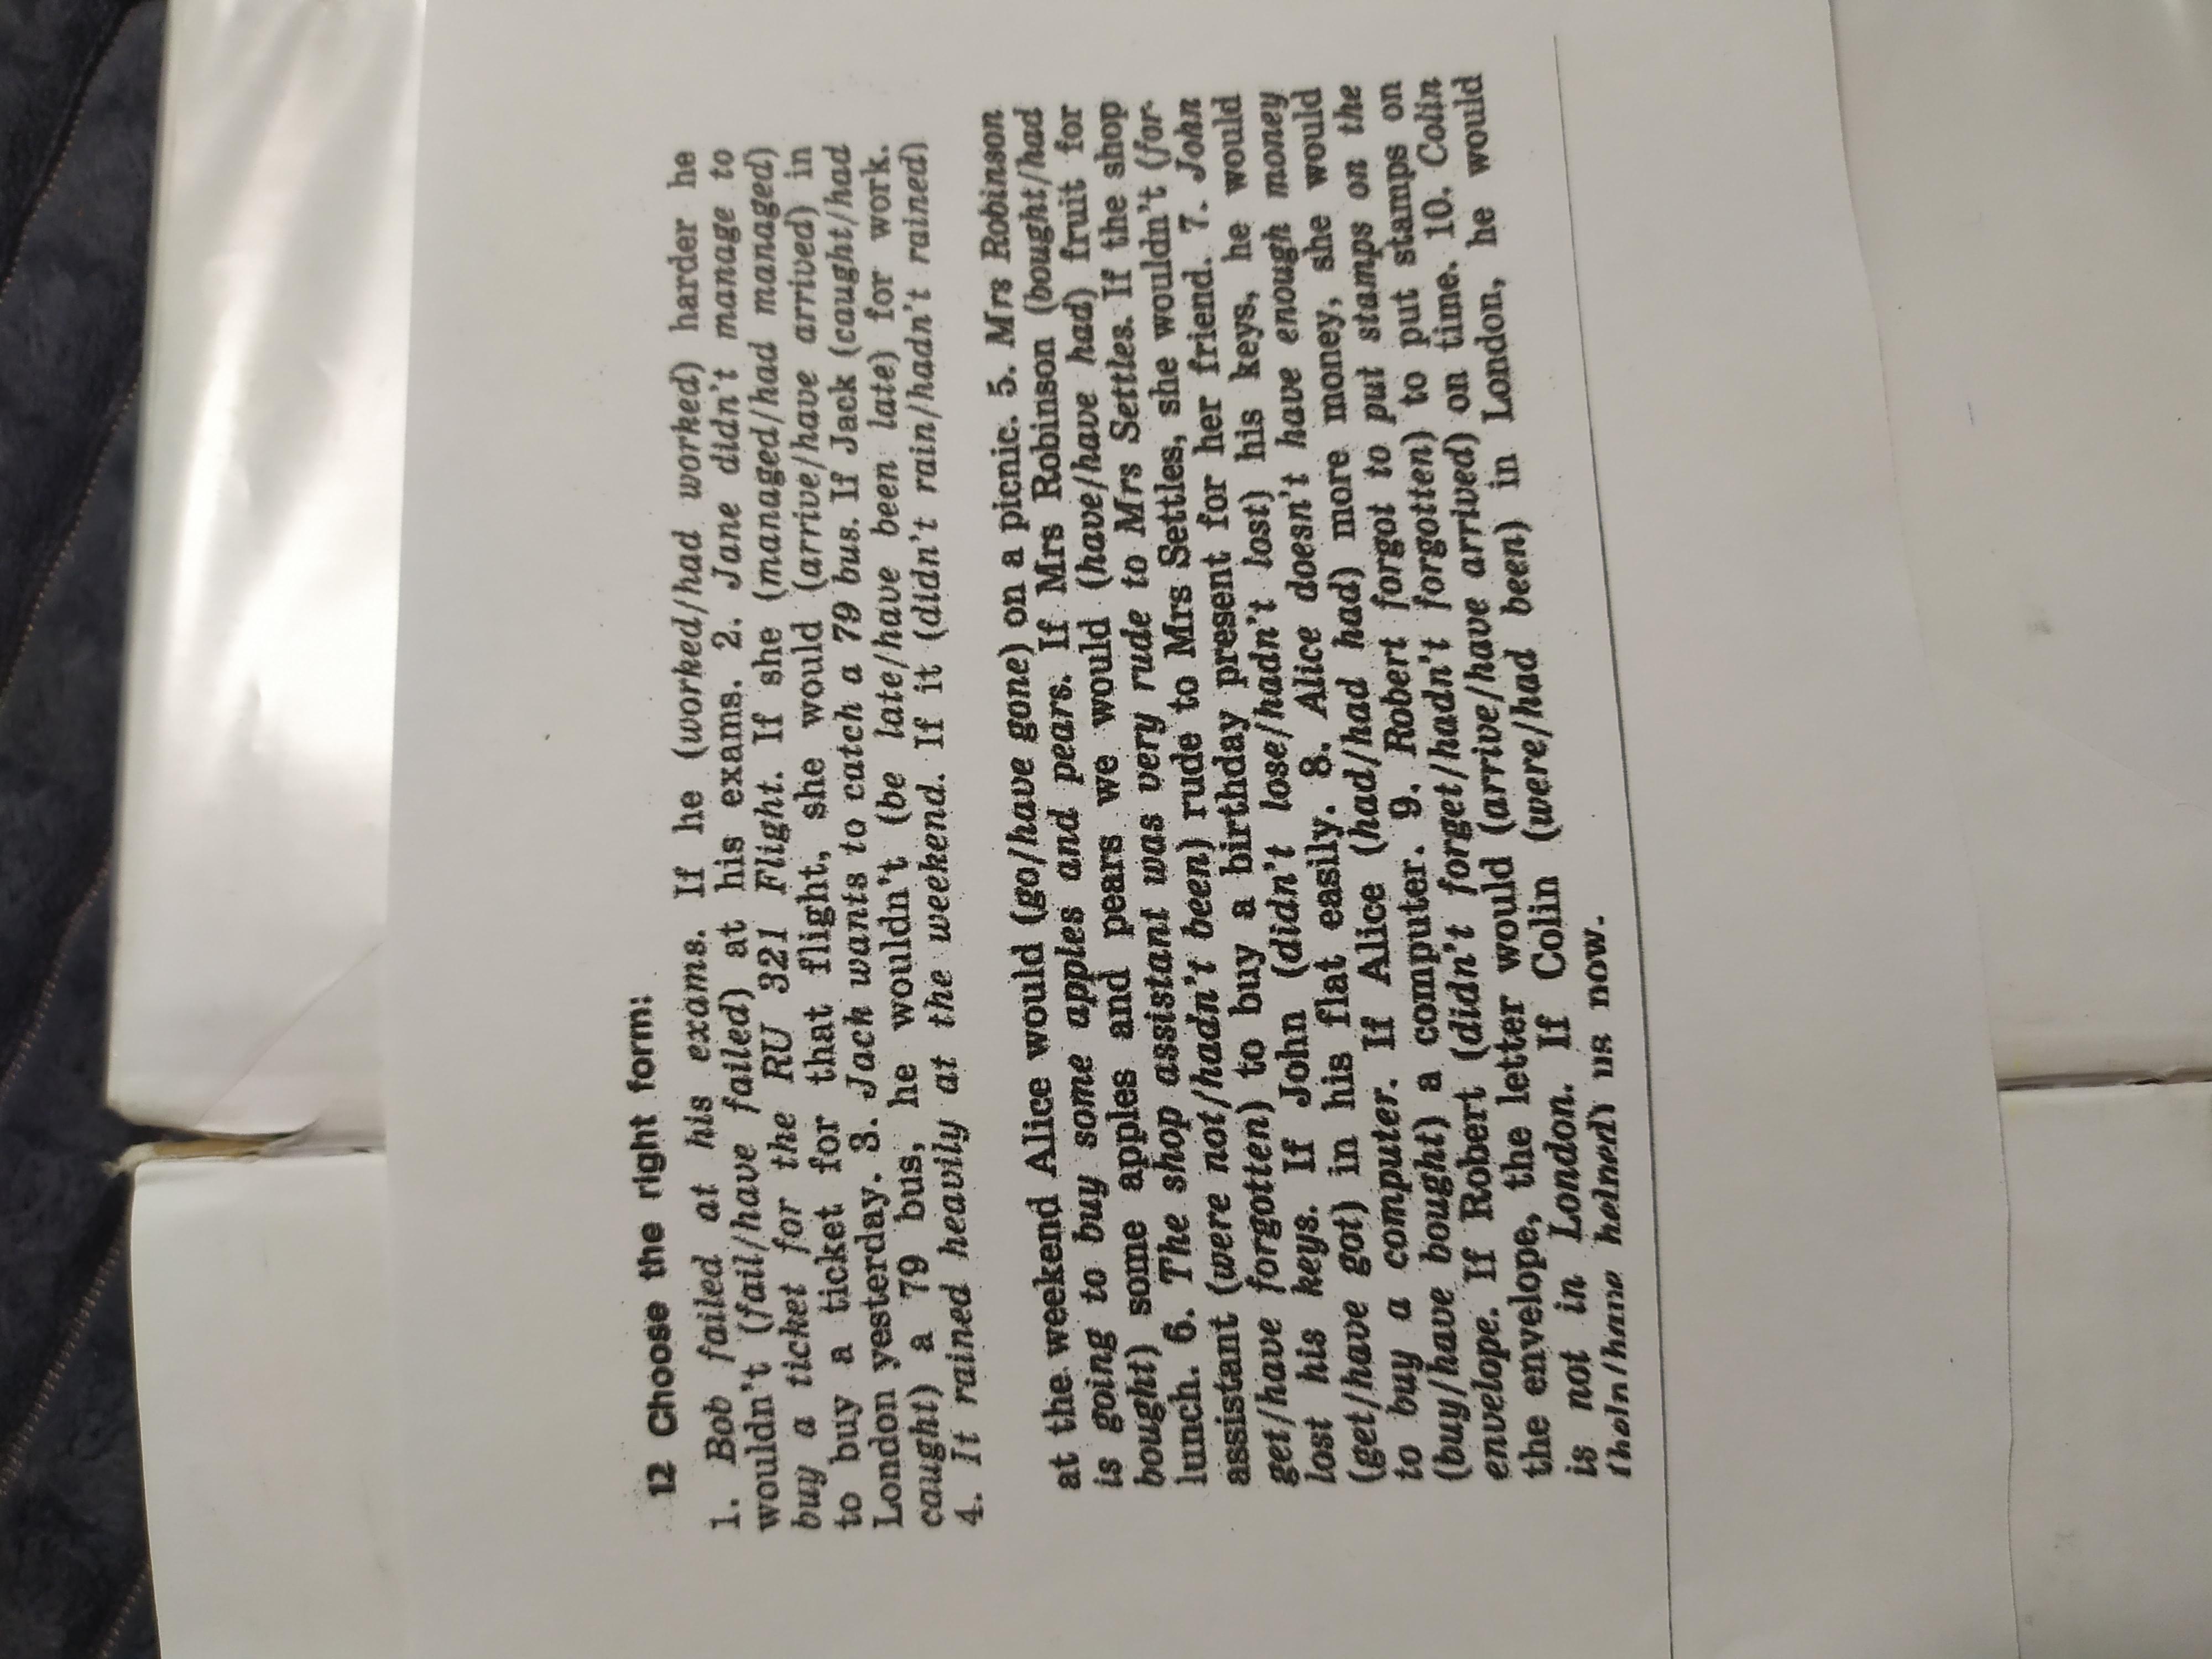 12 Choose the right form:
1. Bob failed at his exams. If he (worked/had worked) harder he
wouldn't (fail/have failed) at his exams. 2. Jane didn't manage to
buy a ticket for the RU 321 Flight. If she (managed/had managed)
to buy a ticket for that flight, she would (arrive/have arrived) in
London yesterday. 3. Jack wants to catch a 79 bus. If Jack (caught/had
caught) a 79 bus, he wouldn't (be late/have been late) for work.
4. It rained heavily at the weekend. If it (didn't rain/hadn't rained)
at the weekend Alice would (go/have gone) on a picnic. 5. Mrs Robinson
is going to buy some apples and pears. If Mrs Robinson (bought/had
bought) some apples and pears we would (have/have had) fruit for
lunch. 6. The shop assistant was very rude to Mrs Settles. If the shop
assistant (were not/hadn't been) rude to Mrs Settles, she wouldn't (for-
get/have forgotten) to buy a birthday present for her friend. 7. John
lost his keys. If John (didn't lose/hadn't lost) his keys, he would
(get/have got) in his flat easily. 8. Alice doesn't have enough money
to buy a computer. If Alice (had/had had) more money, she would
(buy/have bought) a computer. 9. Robert forgot to put stamps on the
envelope. If Robert (didn't forget/hadn't forgotten) to put stamps on
the envelope, the letter would (arrive/have arrived) on time. 10. Colin
is not in London. If Colin (were/had been) in London, he would
(help/have helped) us now.